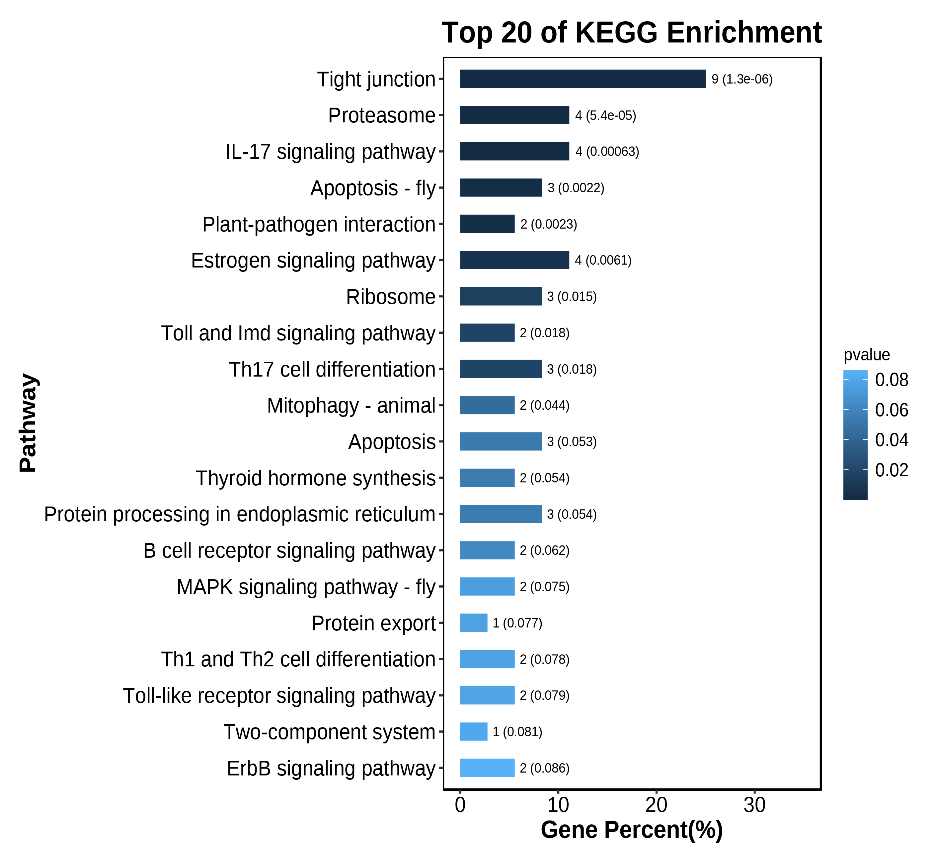 Top 20 of KEGG Enrichment
Tight junction 9 (1.3e-06)
Proteasome 4 (5.4e-05)
IL-17 signaling pathway 4 (0.00063)
Apoptosis - fly 3 (0.0022)
Plant-pathogen interaction 2 (0.0023)
Estrogen signaling pathway 4 (0.0061)
Ribosome 3 (0.015)
Toll and Imd signaling pathway 2 (0.018)
Th17 cell differentiation 3 (0.018)
Mitophagy - animal 2 (0.044)
Apoptosis 3 (0.053)
Thyroid hormone synthesis 2 (0.054)
Protein processing in endoplasmic reticulum 3 (0.054)
B cell receptor signaling pathway 2 (0.062)
MAPK signaling pathway - fly 2 (0.075)
Protein export 1 (0.077)
Th1 and Th2 cell differentiation 2 (0.078)
Toll-like receptor signaling pathway 2 (0.079)
Two-component system 1 (0.081)
ErbB signaling pathway 2 (0.086)
0 10 20 30
Gene Percent(%)
Pathway
pvalue
0.08
0.06
0.04
0.02